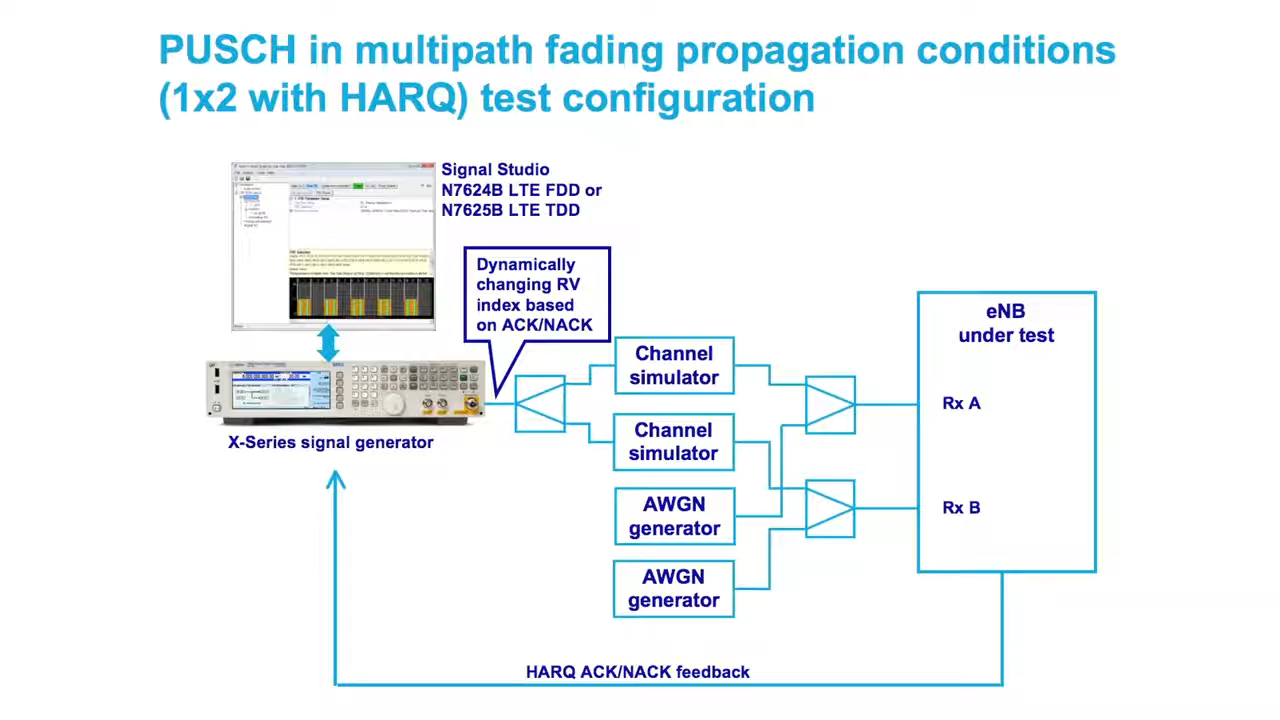 PUSCH in multipath fading propagation conditions
(1x2 with HARQ) test configuration
Signal Studio
N7624B LTE FDD or
N7625B LTE TDD
Dynamically
changing RV
index based
on ACK/NACK
X-Series signal generator
Channel
simulator
Channel
simulator
AWGN
generator
AWGN
generator
eNB
under test
Rx A
Rx B
HARQ ACK/NACK feedback